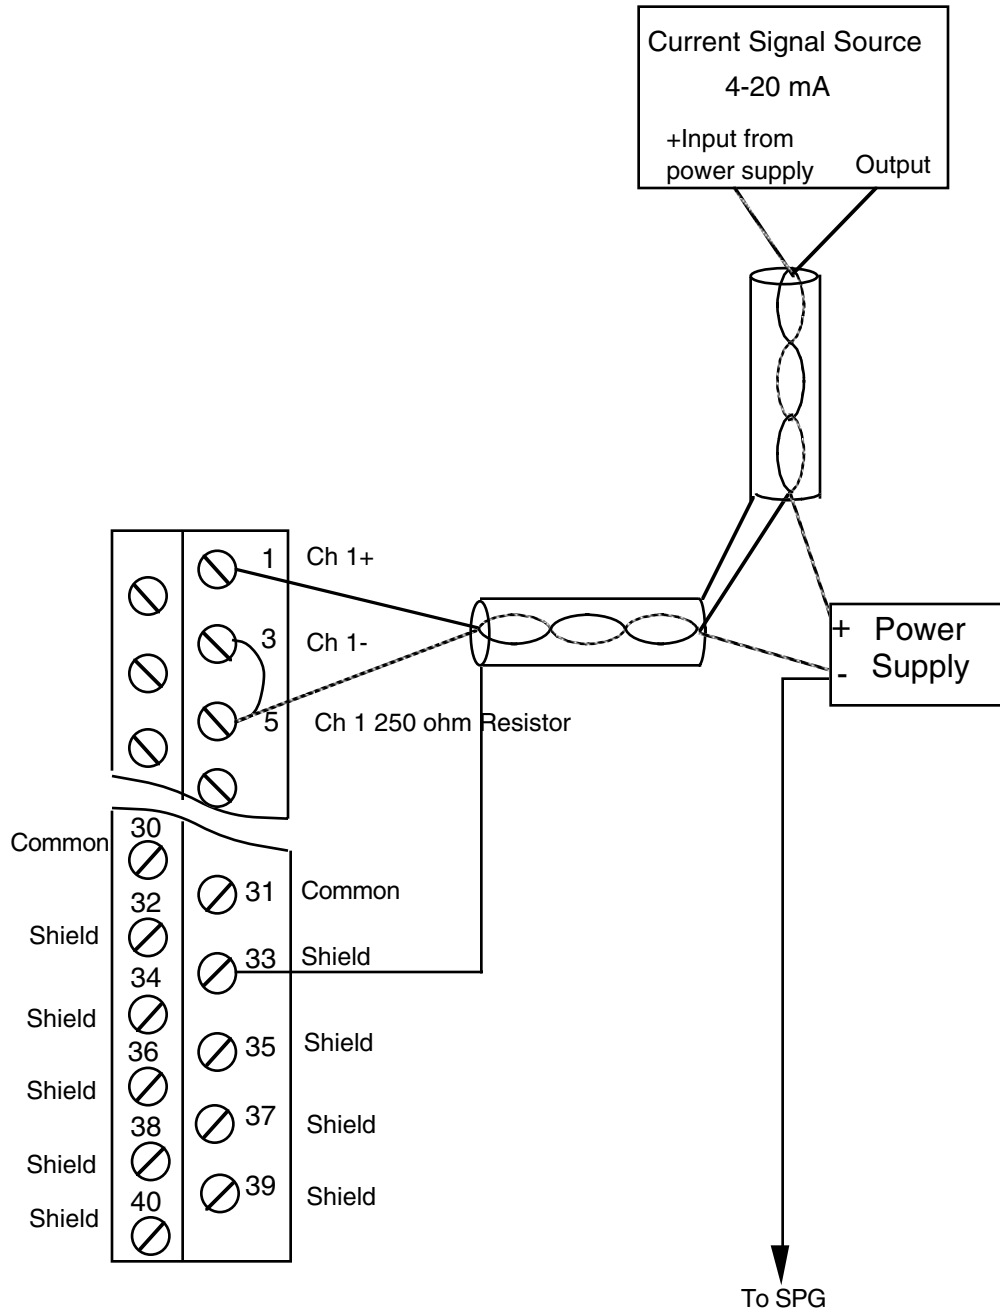 Current Signal Source
4-20 mA
+Input from
power supply
Output
1
Ch 1+
3
Ch 1-
5
Ch 1 250 ohm Resistor
+
Power
Supply
-
30
Common
31
Common
32
Shield
33
Shield
34
Shield
35
Shield
36
Shield
37
Shield
38
Shield
39
Shield
40
Shield
To SPG